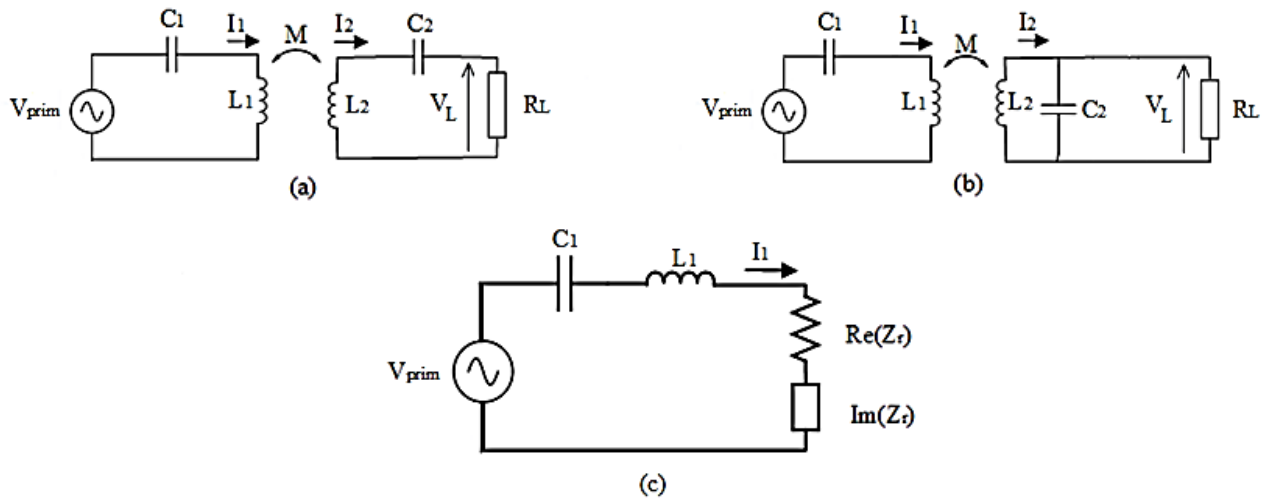 C1 I1 M I2 C2
Vprim L1 L2 VL RL
(a)
C1 I1 M I2
Vprim L1 L2 C2 VL RL
(b)
C1 L1 I1
Re(Zr)
Vprim
Im(Zr)
(c)